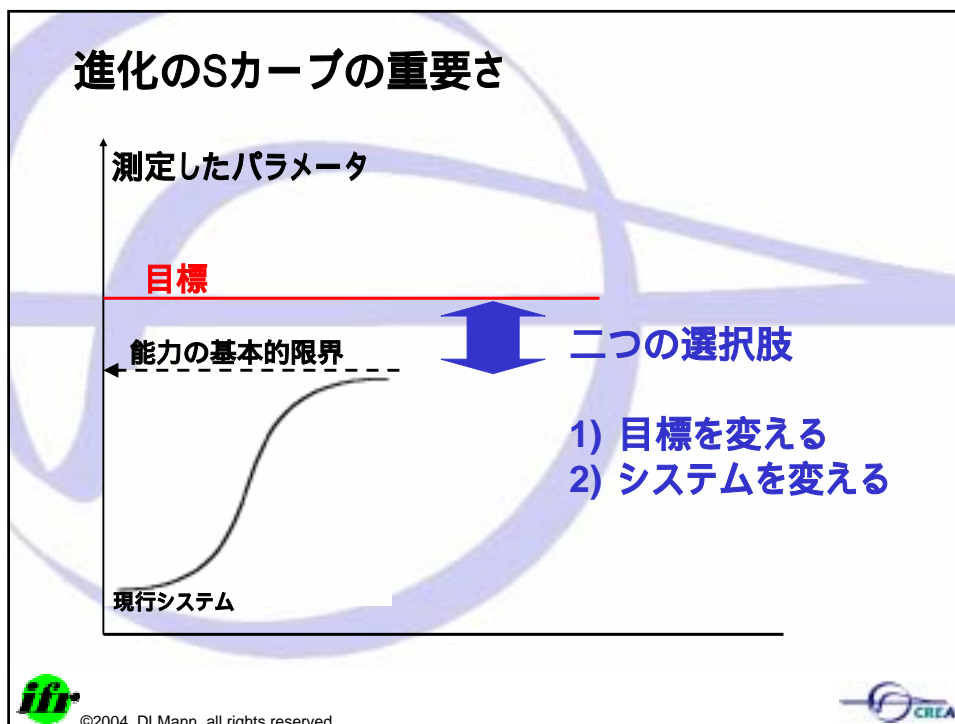 進化のSカーブの重要さ
測定したパラメータ
目標
能力の基本的限界
二つの選択肢
1) 目標を変える
2) システムを変える
現行システム
ifr
©2004, DLMann, all rights reserved
CREA